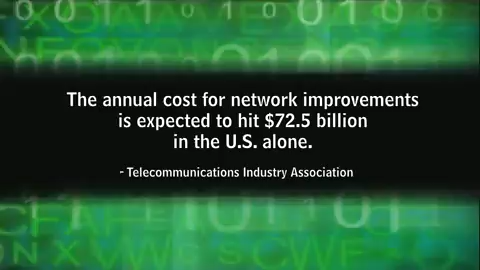 The annual cost for network improvements
is expected to hit $72.5 billion
in the U.S. alone.
- Telecommunications Industry Association